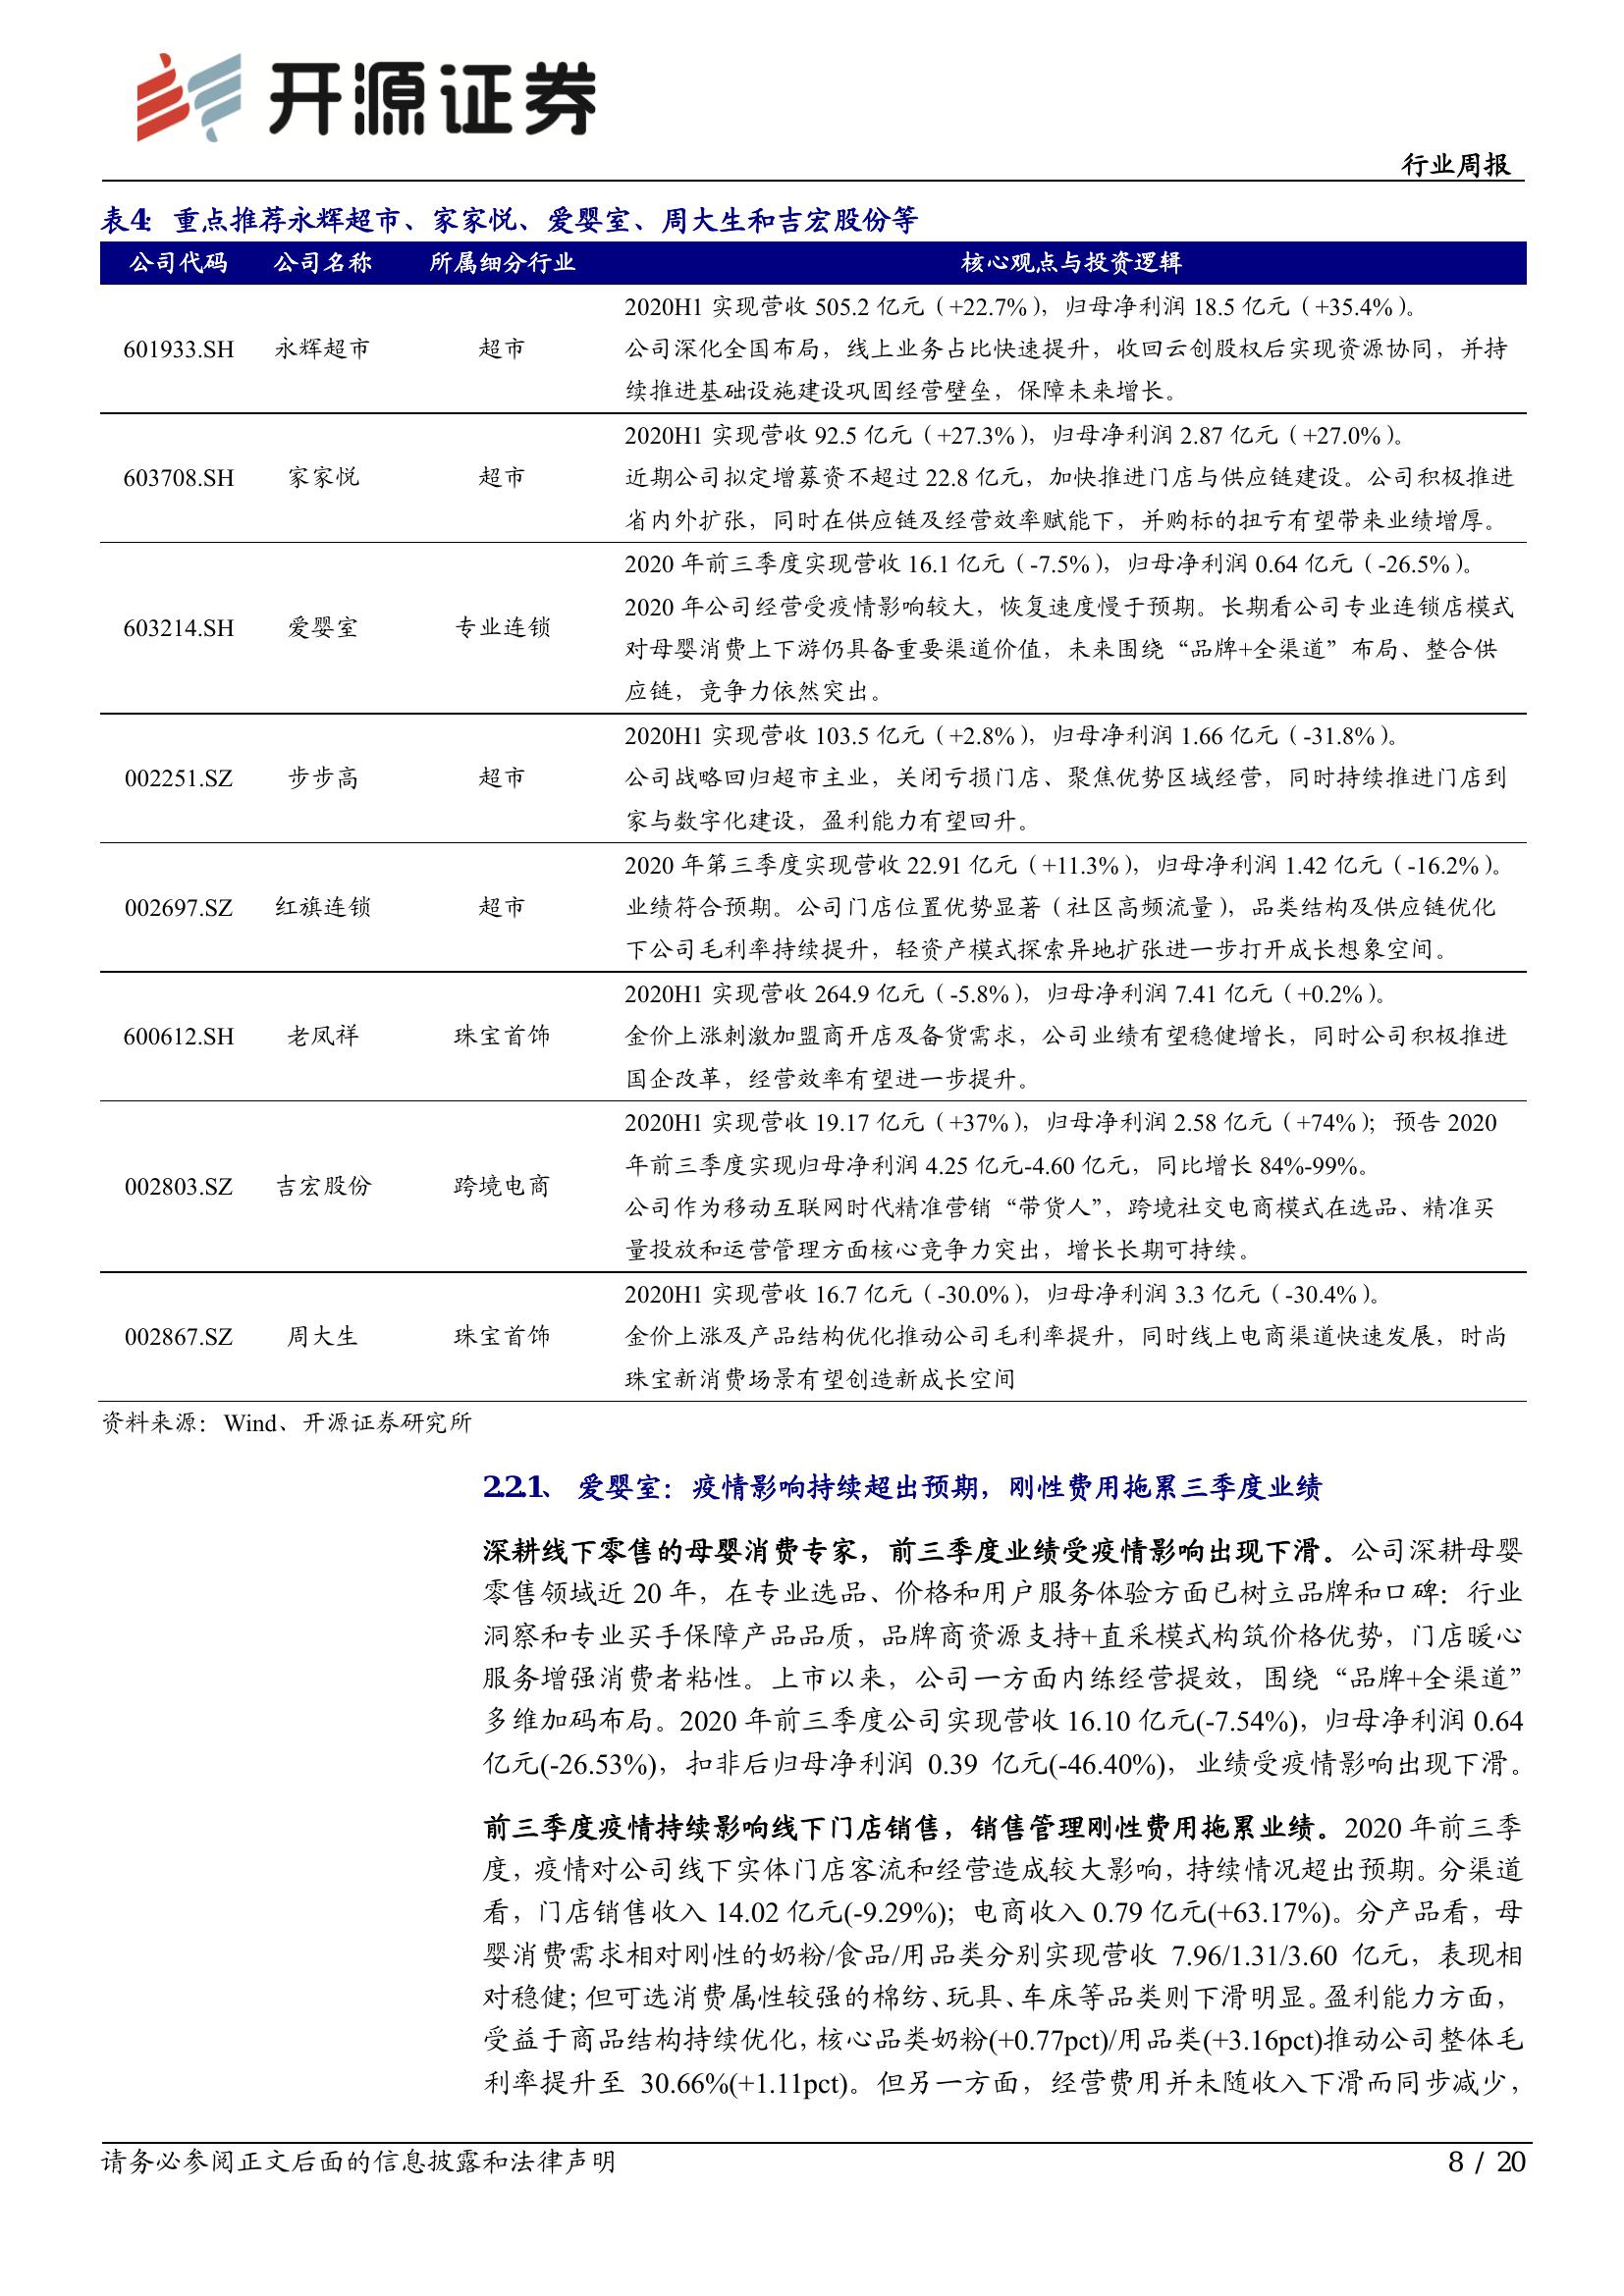 开源证券
行业周报
表4： 重点推荐永辉超市、家家悦、爱婴室、周大生和吉宏股份等
公司代码 公司名称 所属细分行业 核心观点与投资逻辑
2020H1 实现营收 505.2 亿元（+22.7%），归母净利润 18.5 亿元（+35.4%）。
601933.SH 永辉超市 超市 公司深化全国布局，线上业务占比快速提升，收回云创股权后实现资源协同，并持
续推进基础设施建设巩固经营壁垒，保障未来增长。
2020H1 实现营收 92.5 亿元（+27.3%），归母净利润 2.87 亿元（+27.0%）。
603708.SH 家家悦 超市 近期公司拟定增募资不超过 22.8 亿元，加快推进门店与供应链建设。公司积极推进
省内外扩张，同时在供应链及经营效率赋能下，并购标的扭亏有望带来业绩增厚。
2020 年前三季度实现营收 16.1 亿元（-7.5%），归母净利润 0.64 亿元（-26.5%）。
2020 年公司经营受疫情影响较大，恢复速度慢于预期。长期看公司专业连锁店模式
603214.SH 爱婴室 专业连锁 对母婴消费上下游仍具备重要渠道价值，未来围绕“品牌+全渠道”布局、整合供
应链，竞争力依然突出。
2020H1 实现营收 103.5 亿元（+2.8%），归母净利润 1.66 亿元（-31.8%）。
002251.SZ 步步高 超市 公司战略回归超市主业，关闭亏损门店、聚焦优势区域经营，同时持续推进门店到
家与数字化建设，盈利能力有望回升。
2020 年第三季度实现营收 22.91 亿元（+11.3%），归母净利润 1.42 亿元（-16.2%）。
002697.SZ 红旗连锁 超市 业绩符合预期。公司门店位置优势显著（社区高频流量），品类结构及供应链优化
下公司毛利率持续提升，轻资产模式探索异地扩张进一步打开成长想象空间。
2020H1 实现营收 264.9 亿元（-5.8%），归母净利润 7.41 亿元（+0.2%）。
600612.SH 老凤祥 珠宝首饰 金价上涨刺激加盟商开店及备货需求，公司业绩有望稳健增长，同时公司积极推进
国企改革，经营效率有望进一步提升。
2020H1 实现营收 19.17 亿元（+37%），归母净利润 2.58 亿元（+74%）；预告 2020
年前三季度实现归母净利润 4.25 亿元-4.60 亿元，同比增长 84%-99%。
002803.SZ 吉宏股份 跨境电商 公司作为移动互联网时代精准营销“带货人”，跨境社交电商模式在选品、精准买
量投放和运营管理方面核心竞争力突出，增长长期可持续。
2020H1 实现营收 16.7 亿元（-30.0%），归母净利润 3.3 亿元（-30.4%）。
002867.SZ 周大生 珠宝首饰 金价上涨及产品结构优化推动公司毛利率提升，同时线上电商渠道快速发展，时尚
珠宝新消费场景有望创造新成长空间
资料来源：Wind、开源证券研究所
2.2.1、 爱婴室：疫情影响持续超出预期，刚性费用拖累三季度业绩
深耕线下零售的母婴消费专家，前三季度业绩受疫情影响出现下滑。公司深耕母婴
零售领域近 20 年，在专业选品、价格和用户服务体验方面已树立品牌和口碑：行业
洞察和专业买手保障产品品质，品牌商资源支持+直采模式构筑价格优势，门店暖心
服务增强消费者粘性。上市以来，公司一方面内练经营提效，围绕“品牌+全渠道”
多维加码布局。2020 年前三季度公司实现营收 16.10 亿元(-7.54%)，归母净利润 0.64
亿元(-26.53%)，扣非后归母净利润 0.39 亿元(-46.40%)，业绩受疫情影响出现下滑。
前三季度疫情持续影响线下门店销售，销售管理刚性费用拖累业绩。2020 年前三季
度，疫情对公司线下实体门店客流和经营造成较大影响，持续情况超出预期。分渠道
看，门店销售收入 14.02 亿元(-9.29%)；电商收入 0.79 亿元(+63.17%)。分产品看，母
婴消费需求相对刚性的奶粉/食品/用品类分别实现营收 7.96/1.31/3.60 亿元，表现相
对稳健；但可选消费属性较强的棉纺、玩具、车床等品类则下滑明显。盈利能力方面，
受益于商品结构持续优化，核心品类奶粉(+0.77pct)/用品类(+3.16pct)推动公司整体毛
利率提升至 30.66%(+1.11pct)。但另一方面，经营费用并未随收入下滑而同步减少，
请务必参阅正文后面的信息披露和法律声明 8 / 20